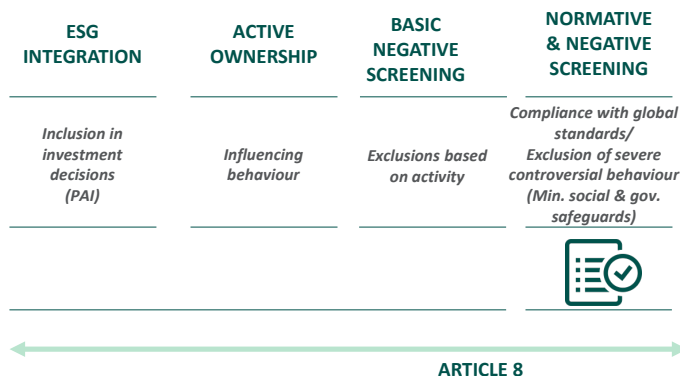 ESG
INTEGRATION
ACTIVE
OWNERSHIP
BASIC
NEGATIVE
SCREENING
NORMATIVE
& NEGATIVE
SCREENING
Inclusion in
investment
decisions
(PAI)
Influencing
behaviour
Exclusions based
on activity
Compliance with global
standards/
Exclusion of severe
controversial behaviour
(Min. social & gov.
safeguards)
ARTICLE 8